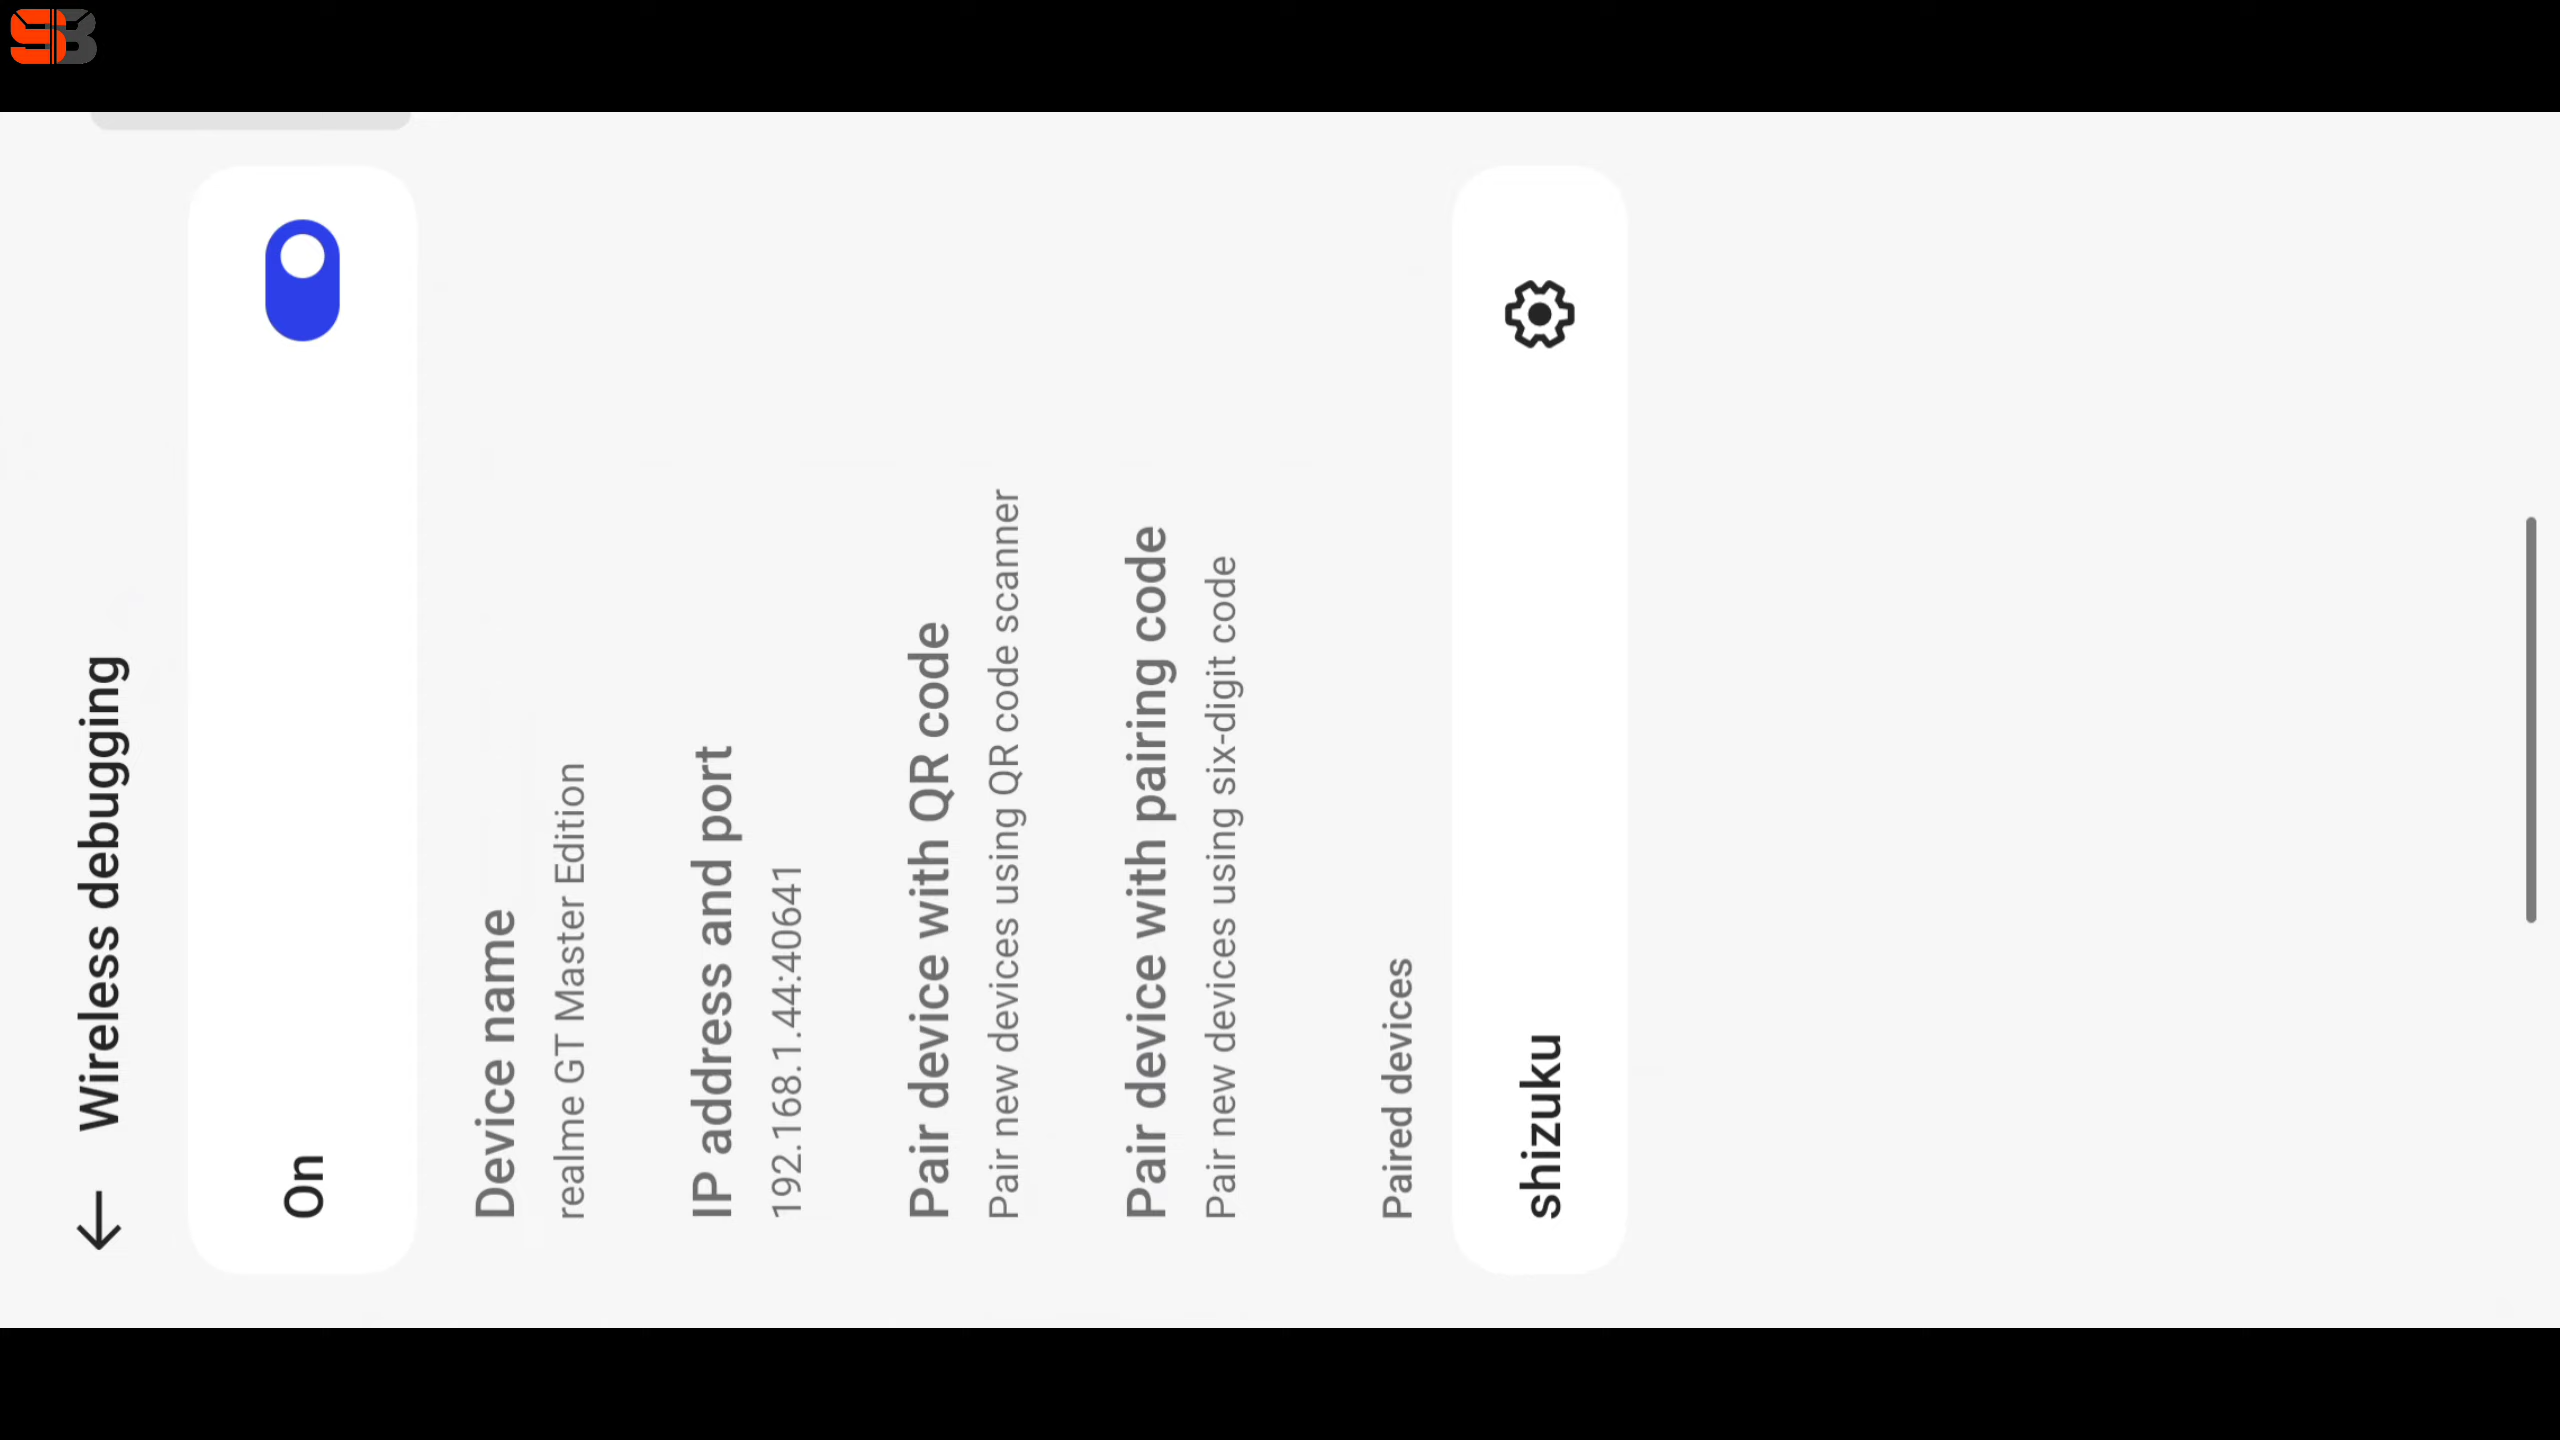 SB
Wireless debugging
On
Device name
realme GT Master Edition
IP address and port
192.168.1.44:40641
Pair device with QR code
Pair new devices using QR code scanner
Pair device with pairing code
Pair new devices using six-digit code
Paired devices
shizuku